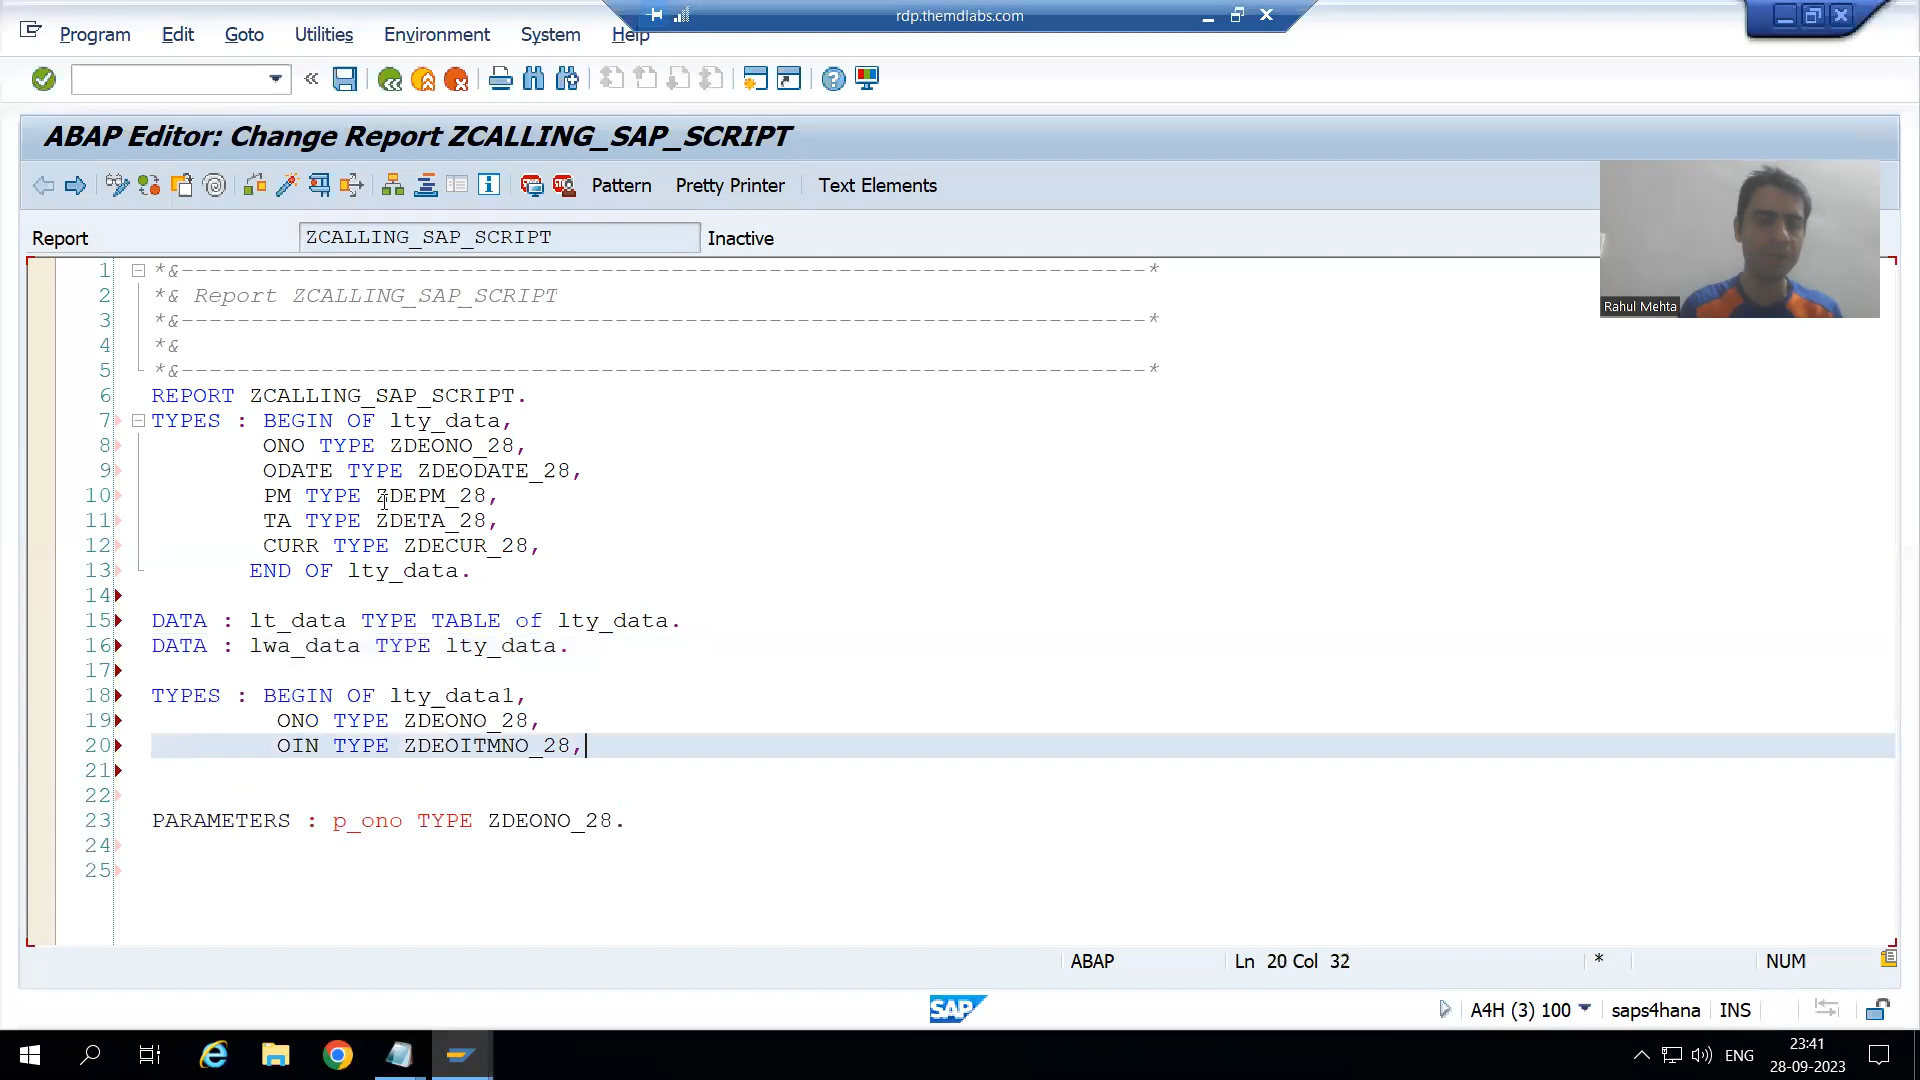 rdp.themdlabs.com
Program Edit Goto Utilities Environment System Help
ABAP Editor: Change Report ZCALLING_SAP_SCRIPT
Pattern Pretty Printer Text Elements
Report ZCALLING_SAP_SCRIPT Inactive
Rahul Mehta
1 *&---------------------------------------------------------------------*
2 *& Report ZCALLING_SAP_SCRIPT
3 *&---------------------------------------------------------------------*
4 *&
5 *&---------------------------------------------------------------------*
6 REPORT ZCALLING_SAP_SCRIPT.
7 TYPES : BEGIN OF lty_data,
8 ONO TYPE ZDEONO_28,
9 ODATE TYPE ZDEODATE_28,
10 PM TYPE ZDEPM_28,
11 TA TYPE ZDETA_28,
12 CURR TYPE ZDECUR_28,
13 END OF lty_data.
14
15 DATA : lt_data TYPE TABLE of lty_data.
16 DATA : lwa_data TYPE lty_data.
17
18 TYPES : BEGIN OF lty_data1,
19 ONO TYPE ZDEONO_28,
20 OIN TYPE ZDEOITMNO_28,
21
22
23 PARAMETERS : p_ono TYPE ZDEONO_28.
24
25
ABAP Ln 20 Col 32 * NUM
SAP A4H (3) 100 saps4hana INS
ENG 23:41
28-09-2023